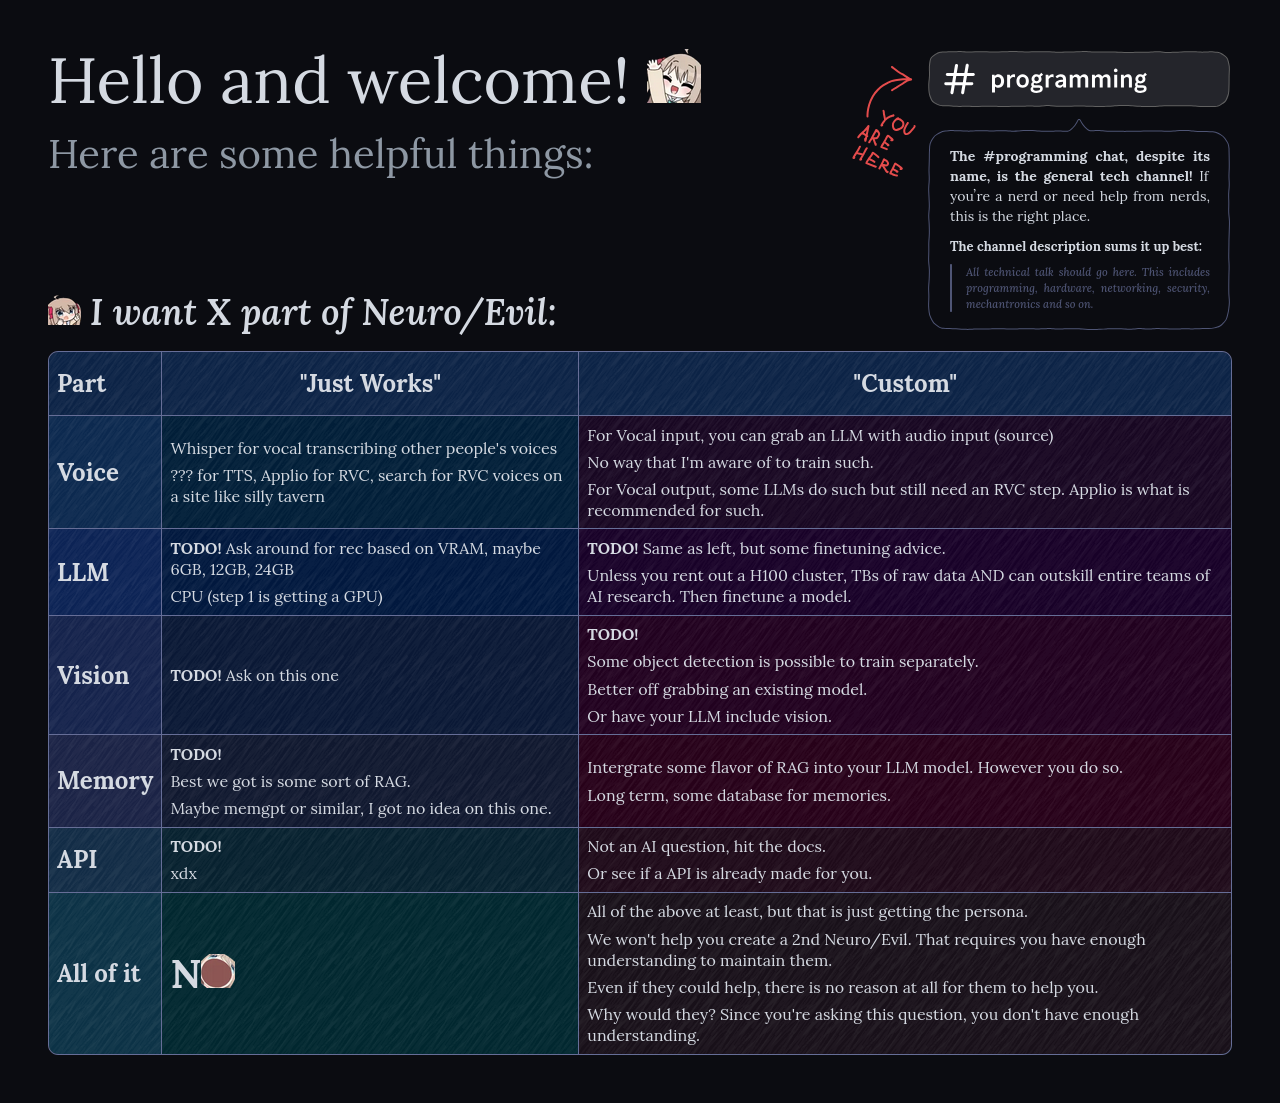 Hello and welcome!
Here are some helpful things:
YOU
ARE
HERE
# programming
The #programming chat, despite its
name, is the general tech channel! If
you're a nerd or need help from nerds,
this is the right place.
The channel description sums it up best:
All technical talk should go here. This includes
programming, hardware, networking, security,
mechantronics and so on.
I want X part of Neuro/Evil:
Part
"Just Works"
"Custom"
Voice
Whisper for vocal transcribing other people's voices
??? for TTS, Applio for RVC, search for RVC voices on
a site like silly tavern
For Vocal input, you can grab an LLM with audio input (source)
No way that I'm aware of to train such.
For Vocal output, some LLMs do such but still need an RVC step. Applio is what is
recommended for such.
LLM
TODO! Ask around for rec based on VRAM, maybe
6GB, 12GB, 24GB
CPU (step 1 is getting a GPU)
TODO! Same as left, but some finetuning advice.
Unless you rent out a H100 cluster, TBs of raw data AND can outskill entire teams of
AI research. Then finetune a model.
Vision
TODO! Ask on this one
TODO!
Some object detection is possible to train separately.
Better off grabbing an existing model.
Or have your LLM include vision.
Memory
TODO!
Best we got is some sort of RAG.
Maybe memgpt or similar, I got no idea on this one.
Intergrate some flavor of RAG into your LLM model. However you do so.
Long term, some database for memories.
API
TODO!
xdx
Not an AI question, hit the docs.
Or see if a API is already made for you.
All of it
N
All of the above at least, but that is just getting the persona.
We won't help you create a 2nd Neuro/Evil. That requires you have enough
understanding to maintain them.
Even if they could help, there is no reason at all for them to help you.
Why would they? Since you're asking this question, you don't have enough
understanding.